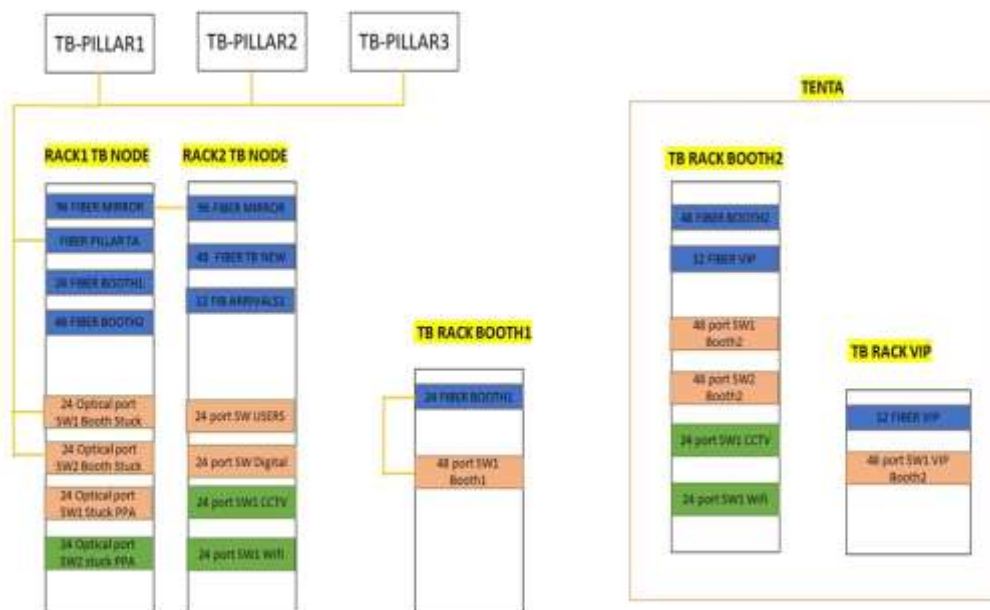 TB-PILLAR1
TB-PILLAR2
TB-PILLAR3
TENTA
RACK1 TB NODE
96 FIBER MIRROR
FIBER PILLAR TA
24 FIBER BOOTH1
48 FIBER BOOTH2
24 Optical port
SW1 Booth Stuck
24 Optical port
SW2 Booth Stuck
24 Optical port
SW1 Stuck PPA
24 Optical port
SW2 stuck PPA
RACK2 TB NODE
96 FIBER MIRROR
48 FIBER TB NEW
12 FIB ARRIVALS1
24 port SW USERS
24 port SW Digital
24 port SW1 CCTV
24 port SW1 Wifi
TB RACK BOOTH1
24 FIBER BOOTH1
48 port SW1
Booth1
TB RACK BOOTH2
48 FIBER BOOTH2
12 FIBER VIP
48 port SW1
Booth2
48 port SW2
Booth2
24 port SW1 CCTV
24 port SW1 Wifi
TB RACK VIP
12 FIBER VIP
48 port SW1 VIP
Booth2